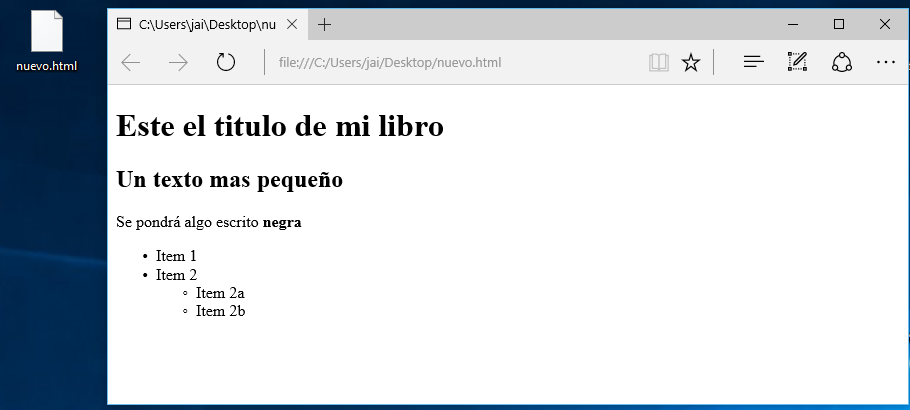 nuevo.html
C:\Users\jai\Desktop\nu
file:///C:/Users/jai/Desktop/nuevo.html
Este el titulo de mi libro
Un texto mas pequeño
Se pondrá algo escrito negra
Item 1
Item 2
Item 2a
Item 2b